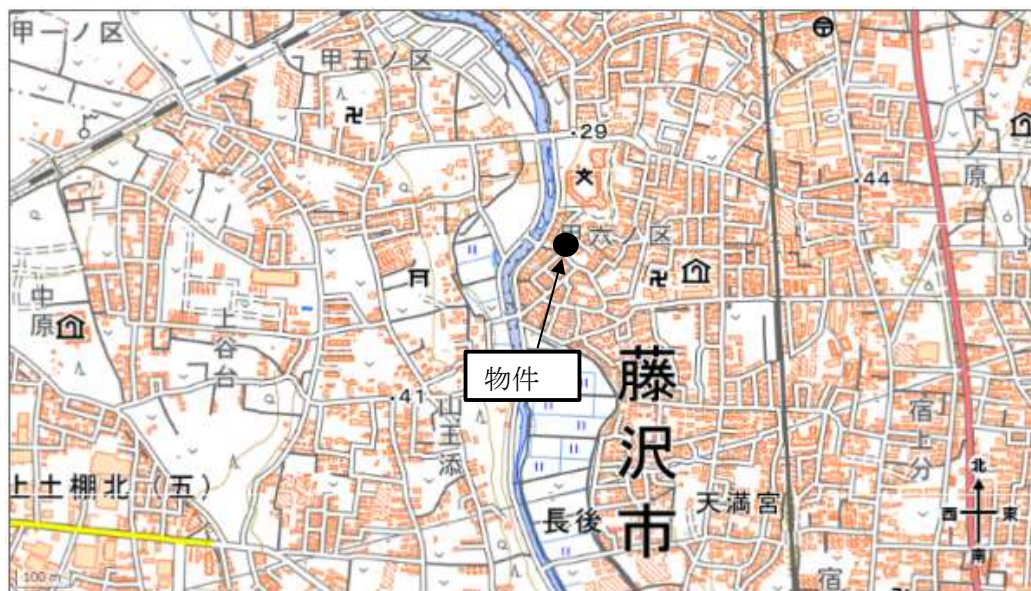 甲一ノ区
甲五ノ区
29
44
下ノ原
甲六ノ区
中原
上谷台
物件
41
山王添
藤沢市
宿上分
上土棚北（五）
長後
天満宮
北
西
東
南
宿
100 m